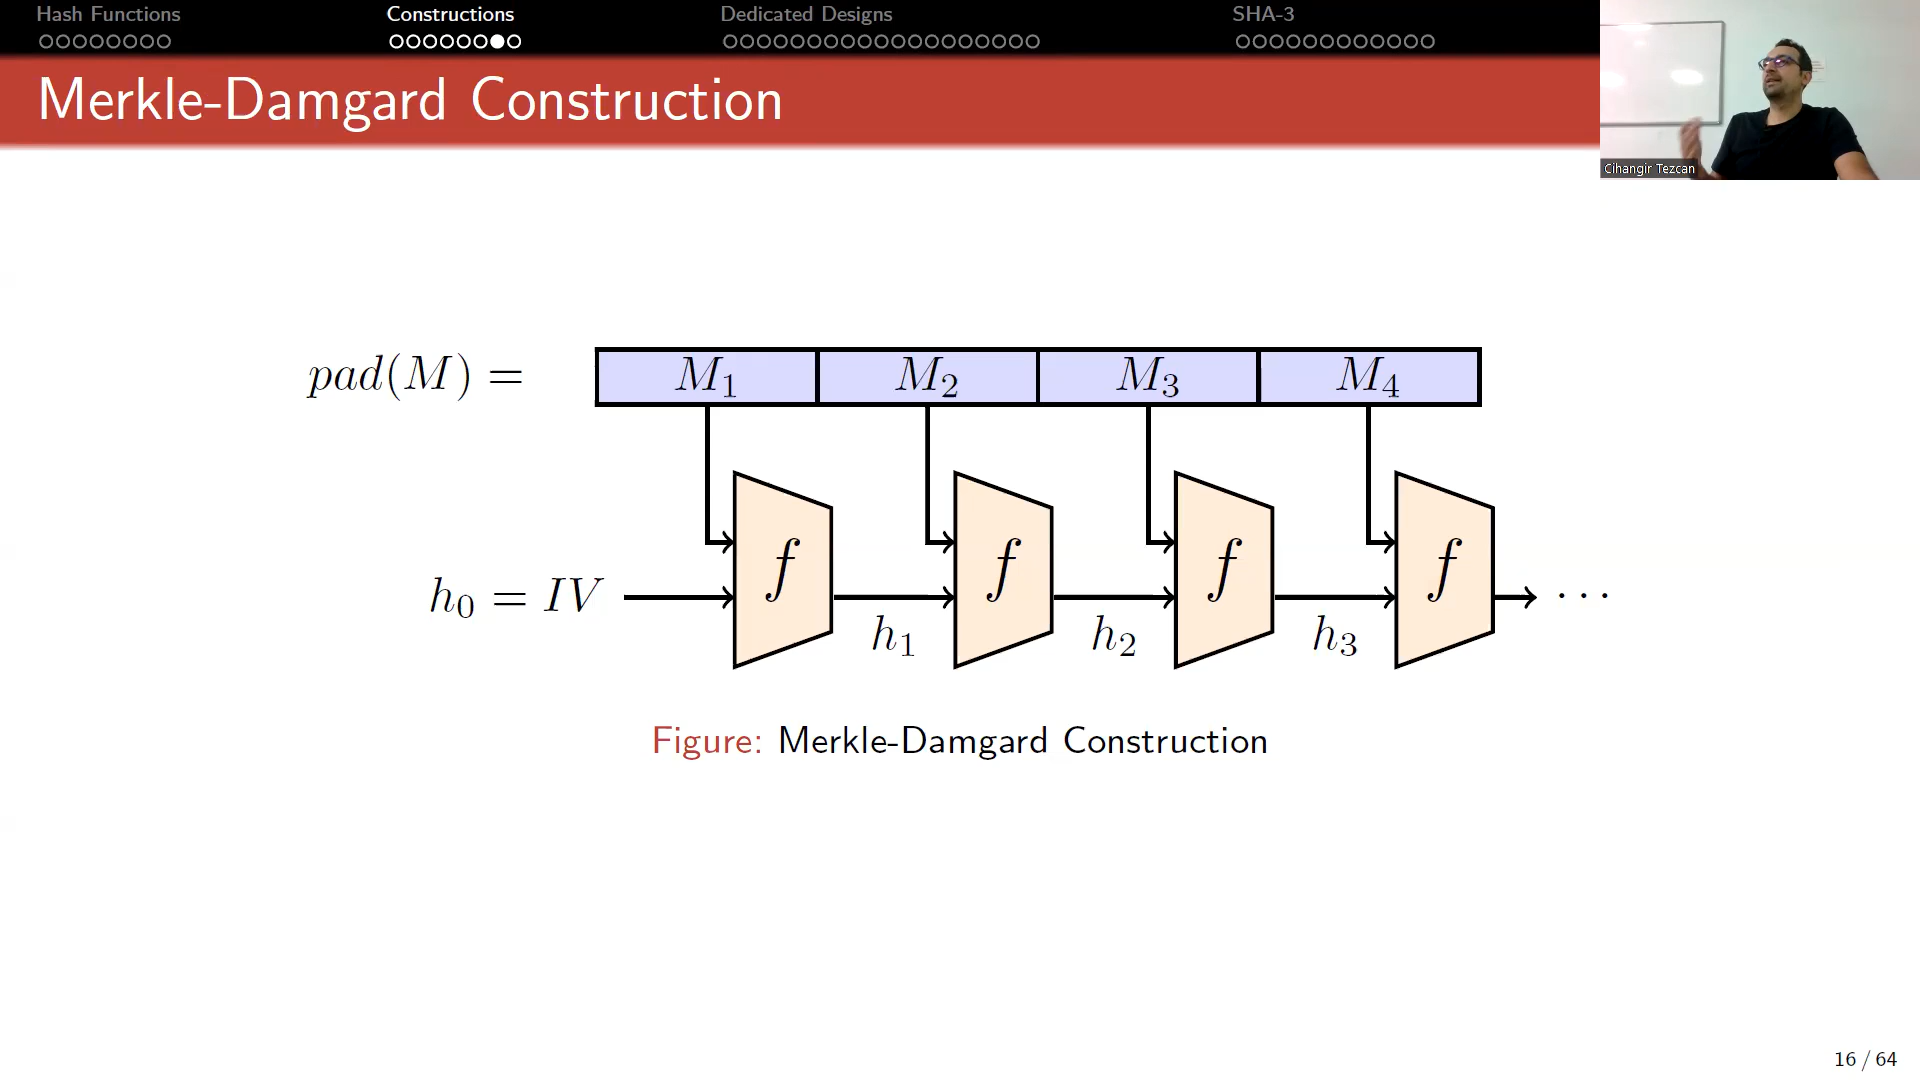 Hash Functions Constructions Dedicated Designs SHA-3
Merkle-Damgard Construction
Cihangir Tezcan
pad(M) = M₁ M₂ M₃ M₄
f f f f
h₀ = IV ...
h₁ h₂ h₃
Figure: Merkle-Damgard Construction
16 / 64